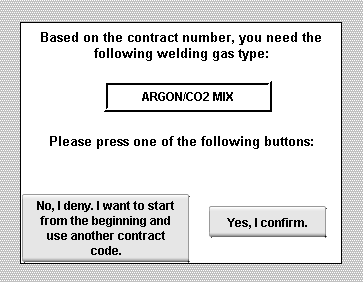 Based on the contract number, you need the
following welding gas type:
ARGON/CO2 MIX
Please press one of the following buttons:
No, I deny. I want to start
from the beginning and
use another contract
code.
Yes, I confirm.